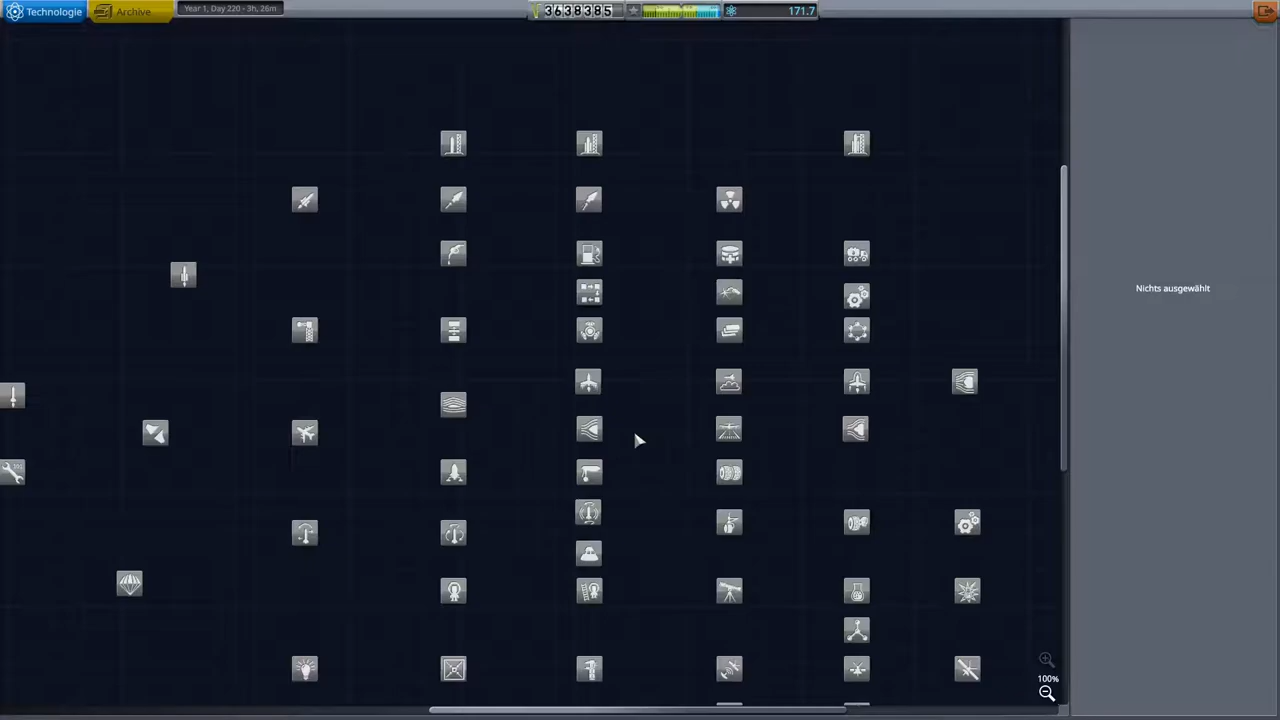 Technologie
Archive
Year 1, Day 220 - 3h, 26m
3638385
171.7
Nichts ausgewählt
100%